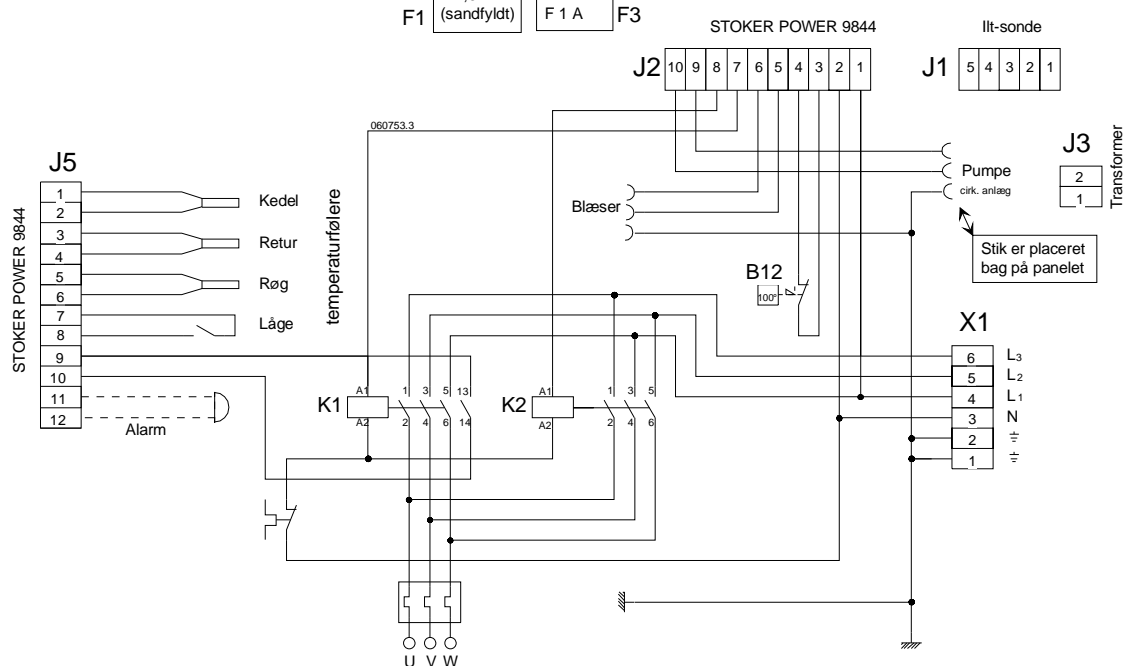 F1
(sandfyldt)
F 1 A
F3
STOKER POWER 9844
Ilt-sonde
J2
10 9 8 7 6 5 4 3 2 1
J1
5 4 3 2 1
060753.3
J5
STOKER POWER 9844
1
2
3
4
5
6
7
8
9
10
11
12
Kedel
Retur
Røg
Låge
Alarm
temperaturfølere
Blæser
Pumpe
cirk. anlæg
J3
2
1
Transformer
Stik er placeret
bag på panelet
B12
100°
X1
6 L3
5 L2
4 L1
3 N
2
1
K1
A1
A2
1 3 5 13
2 4 6 14
K2
A1
A2
1 3 5
2 4 6
U V W